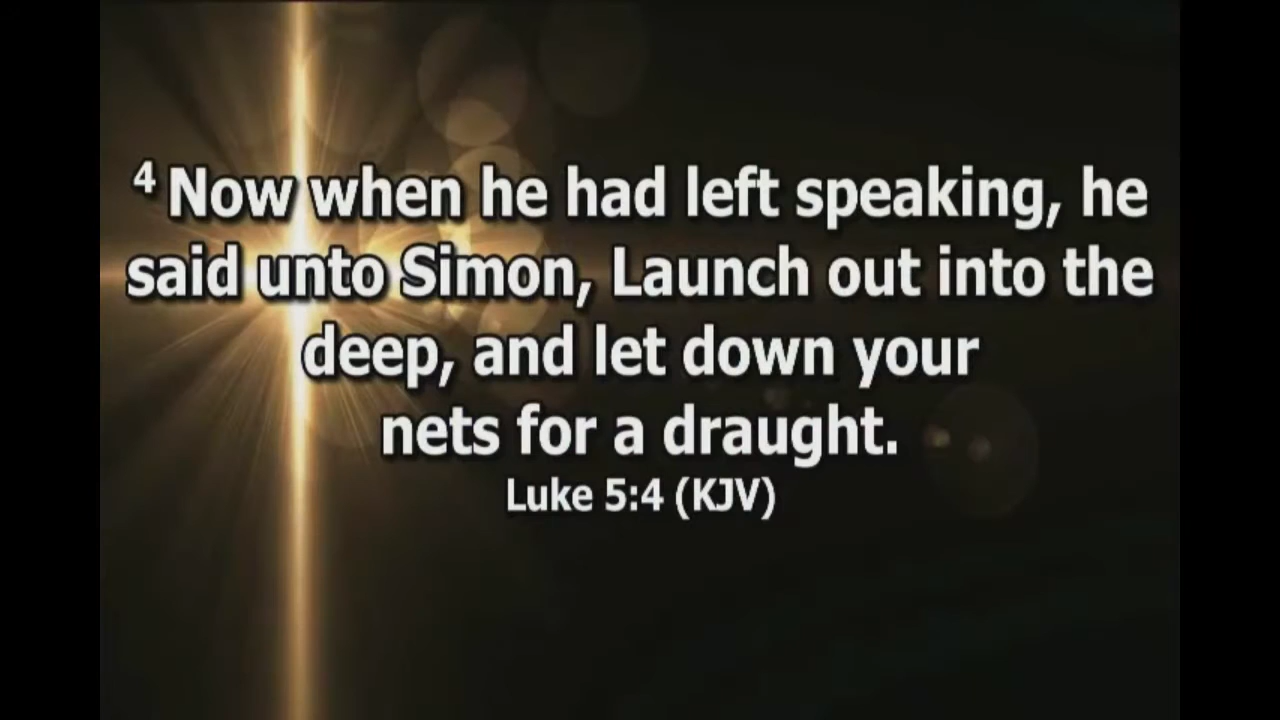 4 Now when he had left speaking, he
said unto Simon, Launch out into the
deep, and let down your
nets for a draught.
Luke 5:4 (KJV)